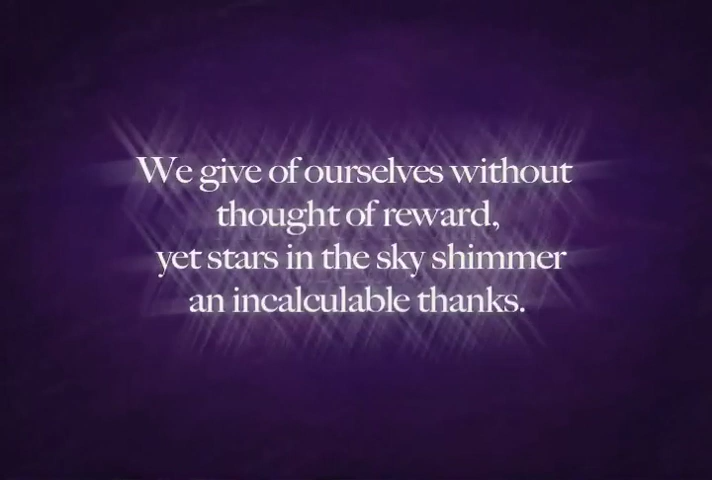 We give of ourselves without
thought of reward,
yet stars in the sky shimmer
an incalculable thanks.